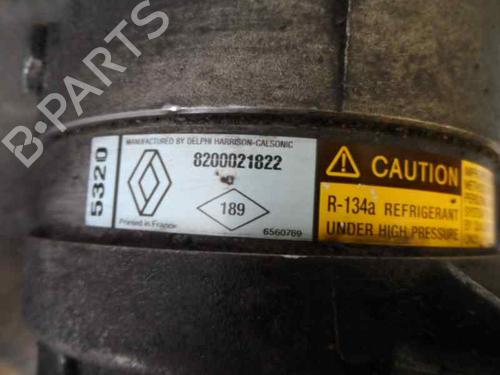 B-PARTS
5320
MANUFACTURED BY DELPHI HARRISON-CALSONIC
8200021822
189
Printed in France
6560769
CAUTION
R-134a REFRIGERANT
UNDER HIGH PRESSURE